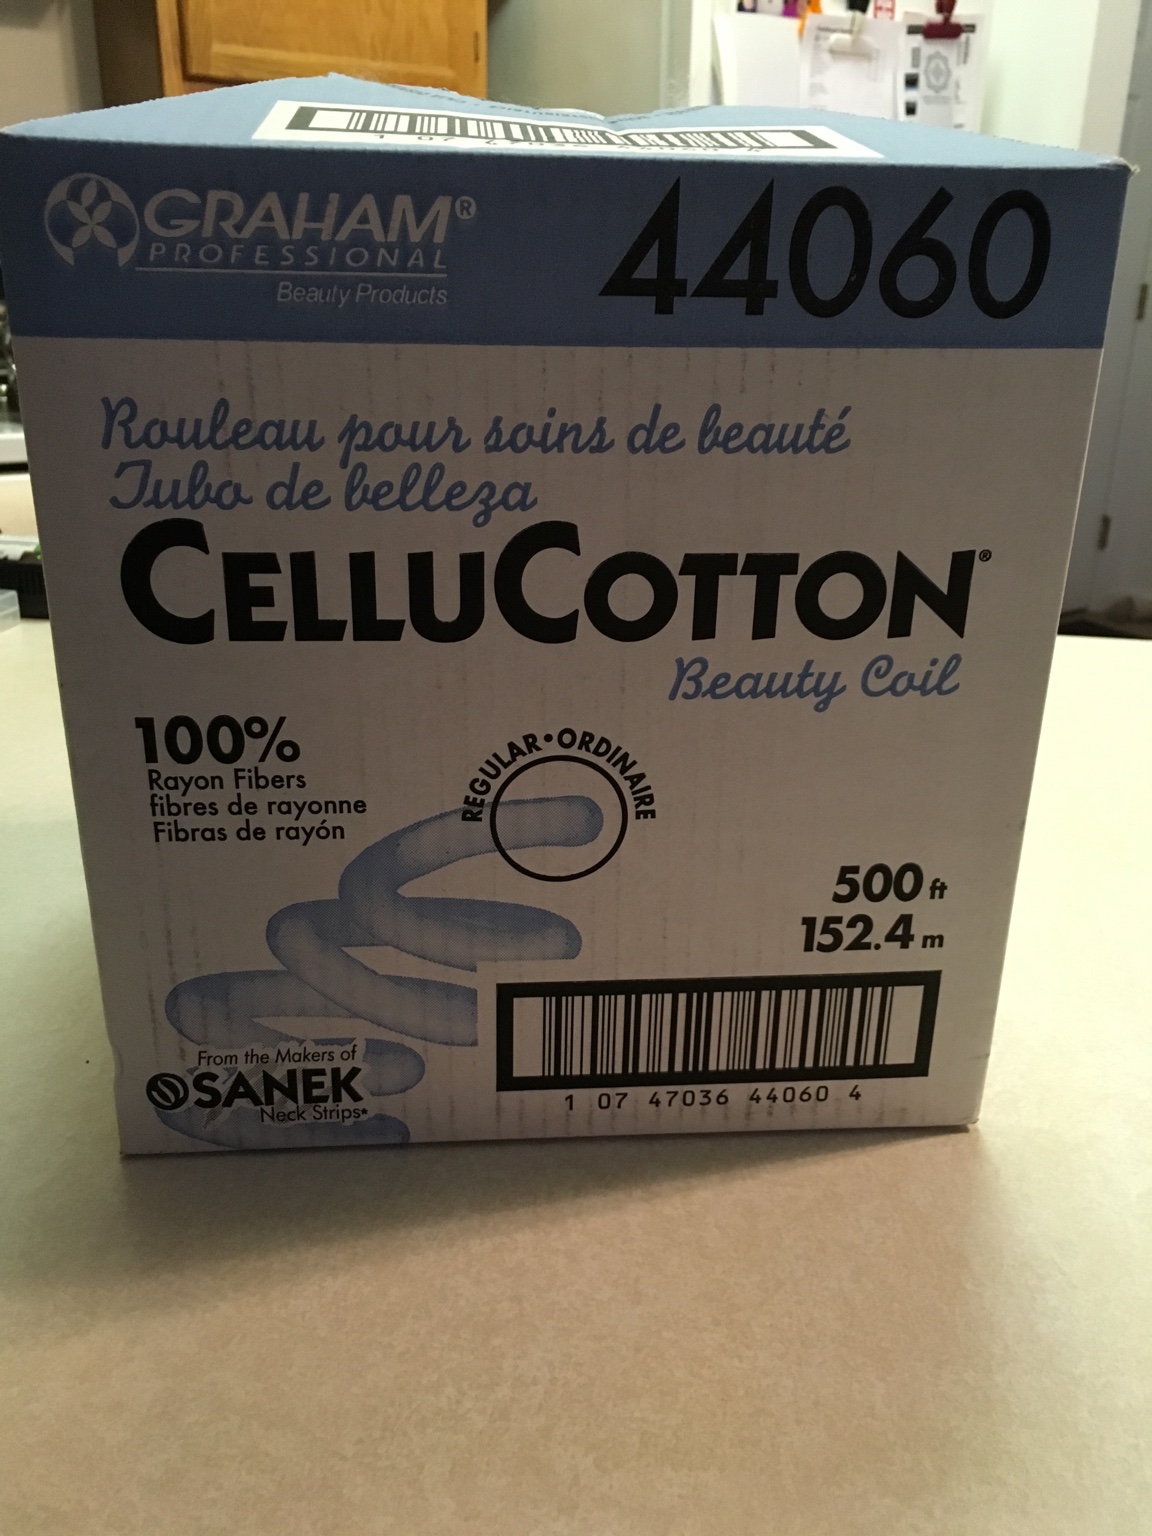 GRAHAM®
PROFESSIONAL
Beauty Products
44060
Rouleau pour soins de beauté
Tubo de belleza
CELLUCOTTON®
Beauty Coil
100%
Rayon Fibers
fibres de rayonne
Fibras de rayón
REGULAR•ORDINAIRE
500 ft
152.4 m
From the Makers of
SANEK
Neck Strips*
1 07 47036 44060 4